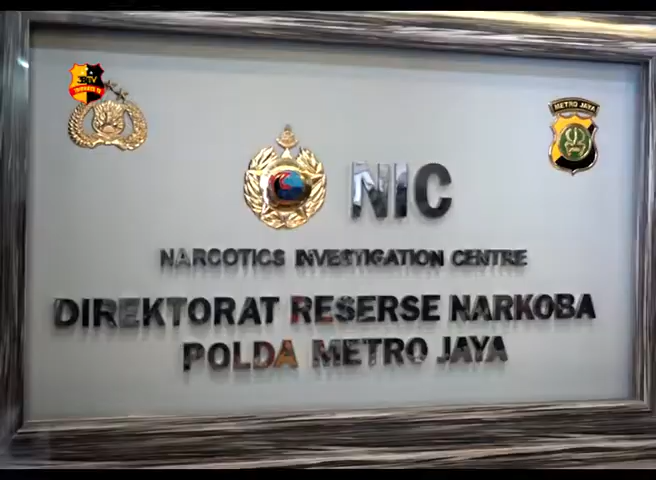 METRO JAYA
NIC
NARCOTICS INVESTIGATION CENTRE
DIREKTORAT RESERSE NARKOBA
POLDA METRO JAYA